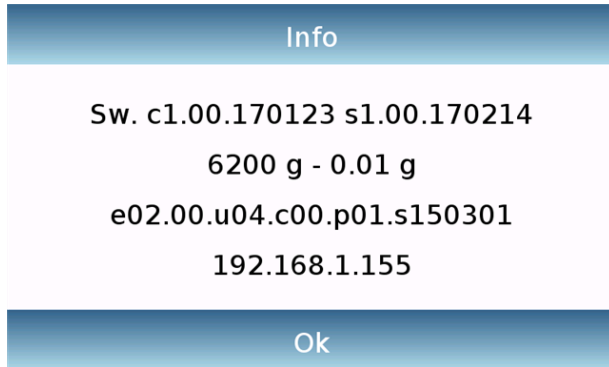 Info
Sw. c1.00.170123 s1.00.170214
6200 g - 0.01 g
e02.00.u04.c00.p01.s150301
192.168.1.155
Ok